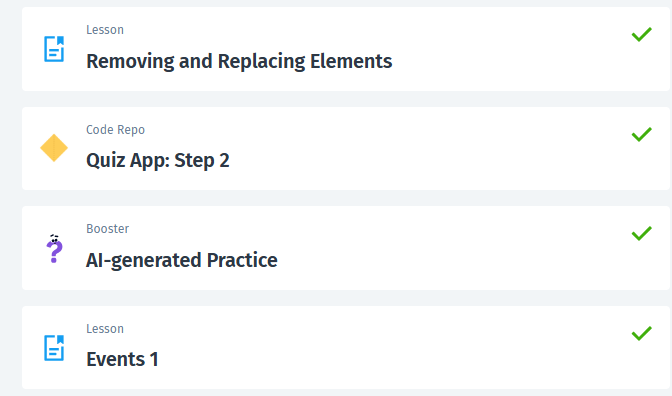 Lesson
Removing and Replacing Elements
Code Repo
Quiz App: Step 2
Booster
AI-generated Practice
Lesson
Events 1